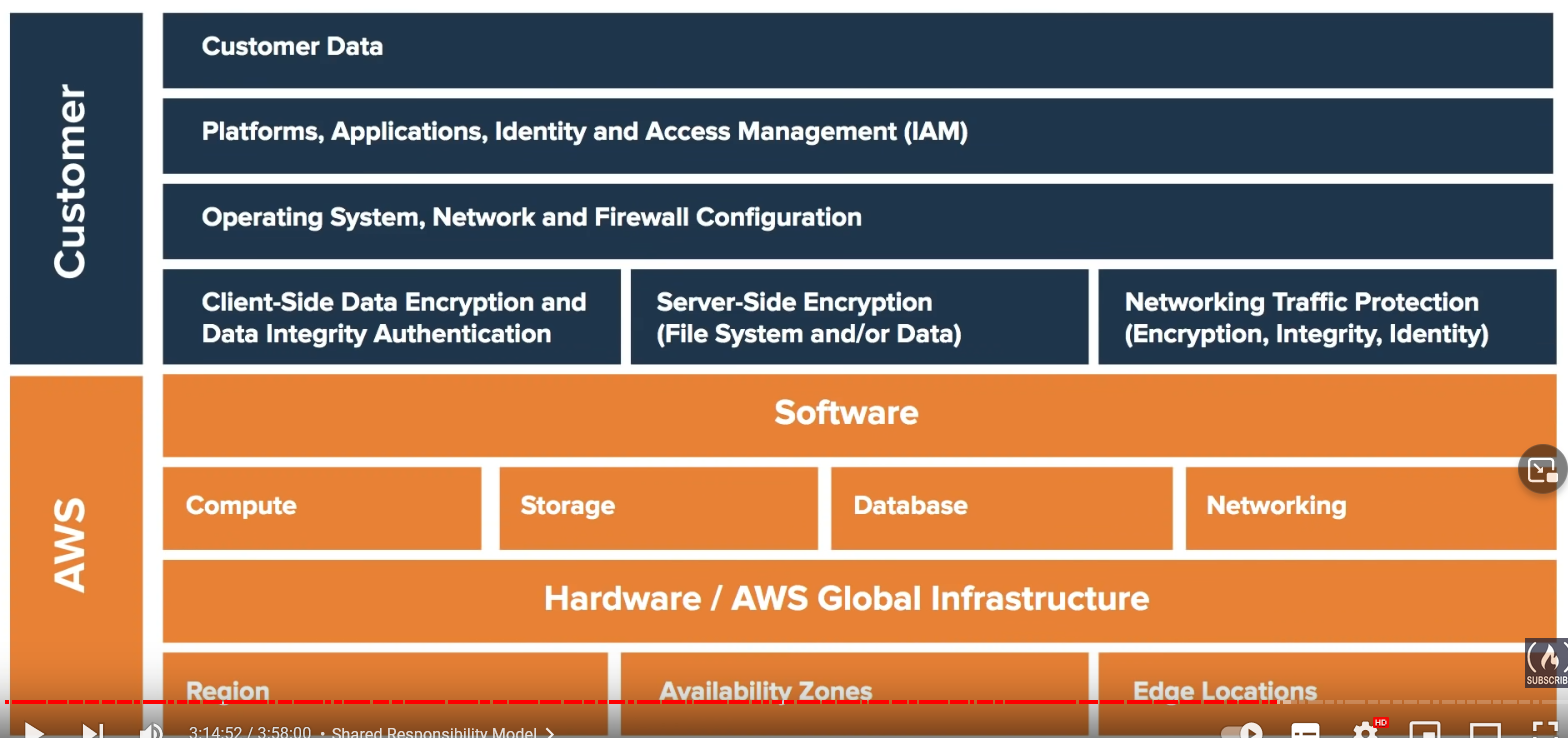 Customer
Customer Data
Platforms, Applications, Identity and Access Management (IAM)
Operating System, Network and Firewall Configuration
Client-Side Data Encryption and
Data Integrity Authentication
Server-Side Encryption
(File System and/or Data)
Networking Traffic Protection
(Encryption, Integrity, Identity)
AWS
Software
Compute
Storage
Database
Networking
Hardware / AWS Global Infrastructure
Region
Availability Zones
Edge Locations
SUBSCRIB
3:14:52 / 3:58:00 • Shared Responsibility Model >
HD